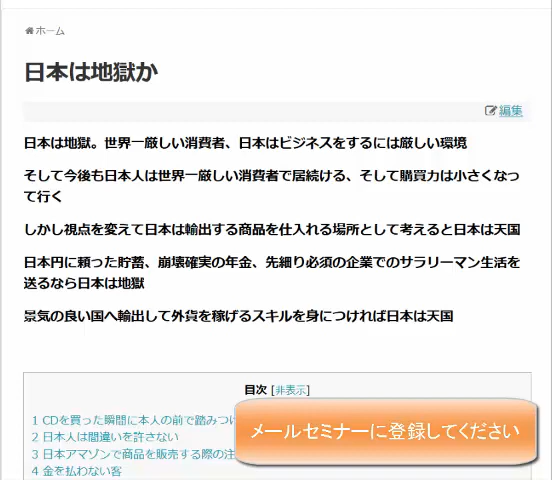 ホーム
日本は地獄か
編集
日本は地獄。世界一厳しい消費者、日本はビジネスをするには厳しい環境
そして今後も日本人は世界一厳しい消費者で居続ける、そして購買力は小さくなっ
て行く
しかし視点を変えて日本は輸出する商品を仕入れる場所として考えると日本は天国
日本円に頼った貯蓄、崩壊確実の年金、先細り必須の企業でのサラリーマン生活を
送るなら日本は地獄
景気の良い国へ輸出して外貨を稼げるスキルを身につければ日本は天国
目次 [非表示]
1 CDを買った瞬間に本人の前で踏みつけ
2 日本人は間違いを許さない
3 日本アマゾンで商品を販売する際の注
4 金を払わない客
メールセミナーに登録してください